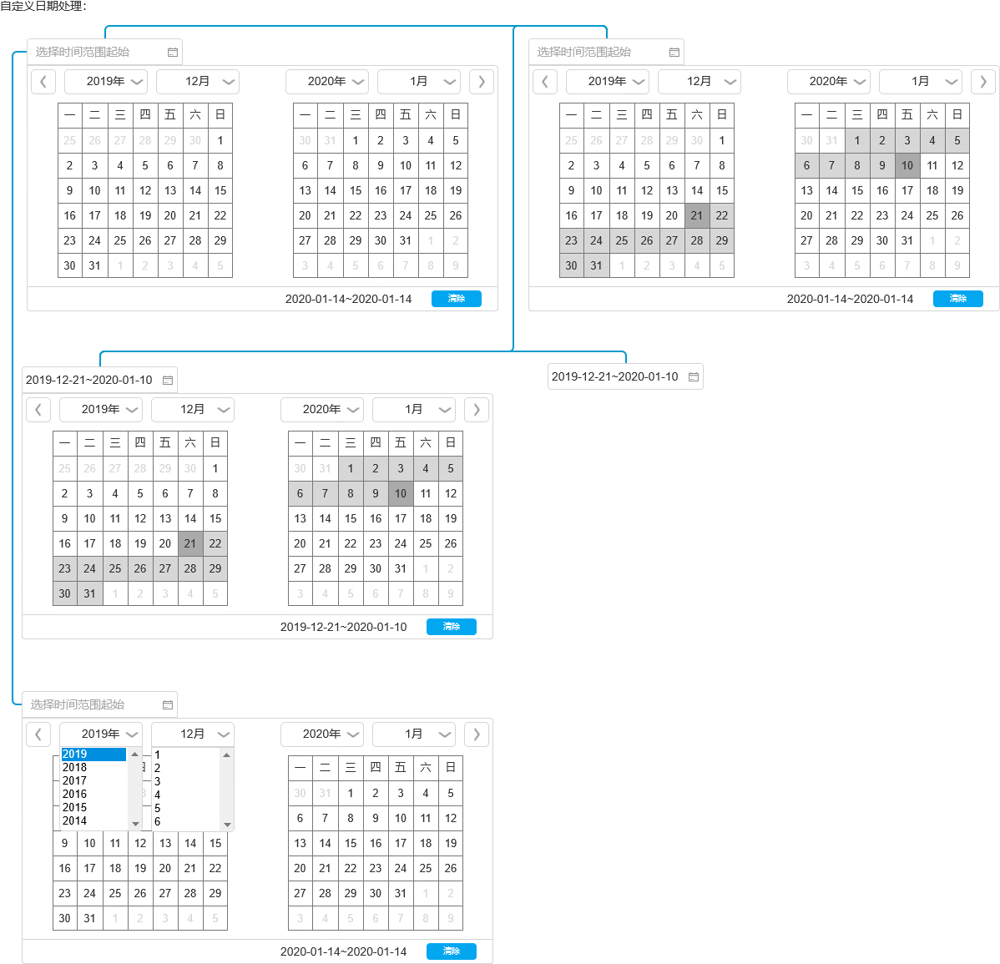 自定义日期处理：
选择时间范围起始
2019年 12月 2020年 1月
一 二 三 四 五 六 日 一 二 三 四 五 六 日
25 26 27 28 29 30 1 30 31 1 2 3 4 5
2 3 4 5 6 7 8 6 7 8 9 10 11 12
9 10 11 12 13 14 15 13 14 15 16 17 18 19
16 17 18 19 20 21 22 20 21 22 23 24 25 26
23 24 25 26 27 28 29 27 28 29 30 31 1 2
30 31 1 2 3 4 5 3 4 5 6 7 8 9
2020-01-14~2020-01-14 清除
选择时间范围起始
2019年 12月 2020年 1月
一 二 三 四 五 六 日 一 二 三 四 五 六 日
25 26 27 28 29 30 1 30 31 1 2 3 4 5
2 3 4 5 6 7 8 6 7 8 9 10 11 12
9 10 11 12 13 14 15 13 14 15 16 17 18 19
16 17 18 19 20 21 22 20 21 22 23 24 25 26
23 24 25 26 27 28 29 27 28 29 30 31 1 2
30 31 1 2 3 4 5 3 4 5 6 7 8 9
2020-01-14~2020-01-14 清除
2019-12-21~2020-01-10
2019年 12月 2020年 1月
一 二 三 四 五 六 日 一 二 三 四 五 六 日
25 26 27 28 29 30 1 30 31 1 2 3 4 5
2 3 4 5 6 7 8 6 7 8 9 10 11 12
9 10 11 12 13 14 15 13 14 15 16 17 18 19
16 17 18 19 20 21 22 20 21 22 23 24 25 26
23 24 25 26 27 28 29 27 28 29 30 31 1 2
30 31 1 2 3 4 5 3 4 5 6 7 8 9
2019-12-21~2020-01-10 清除
2019-12-21~2020-01-10
选择时间范围起始
2019年 12月 2020年 1月
2019
2018
2017
2016
2015
2014
1
2
3
4
5
6
9 10 11 12 13 14 15
16 17 18 19 20 21 22
23 24 25 26 27 28 29
30 31 1 2 3 4 5
一 二 三 四 五 六 日
30 31 1 2 3 4 5
6 7 8 9 10 11 12
13 14 15 16 17 18 19
20 21 22 23 24 25 26
27 28 29 30 31 1 2
3 4 5 6 7 8 9
2020-01-14~2020-01-14 清除